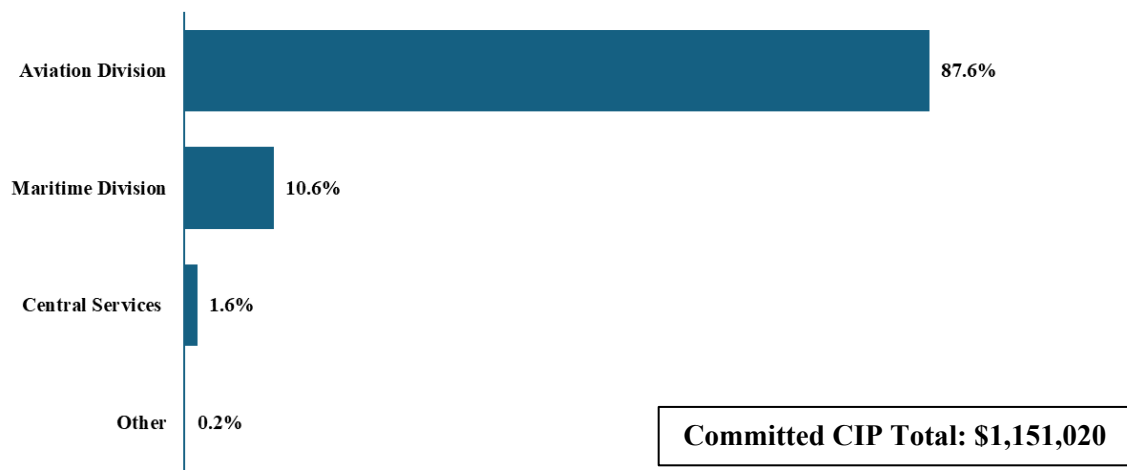 Aviation Division 87.6%
Maritime Division 10.6%
Central Services 1.6%
Other 0.2%
Committed CIP Total: $1,151,020